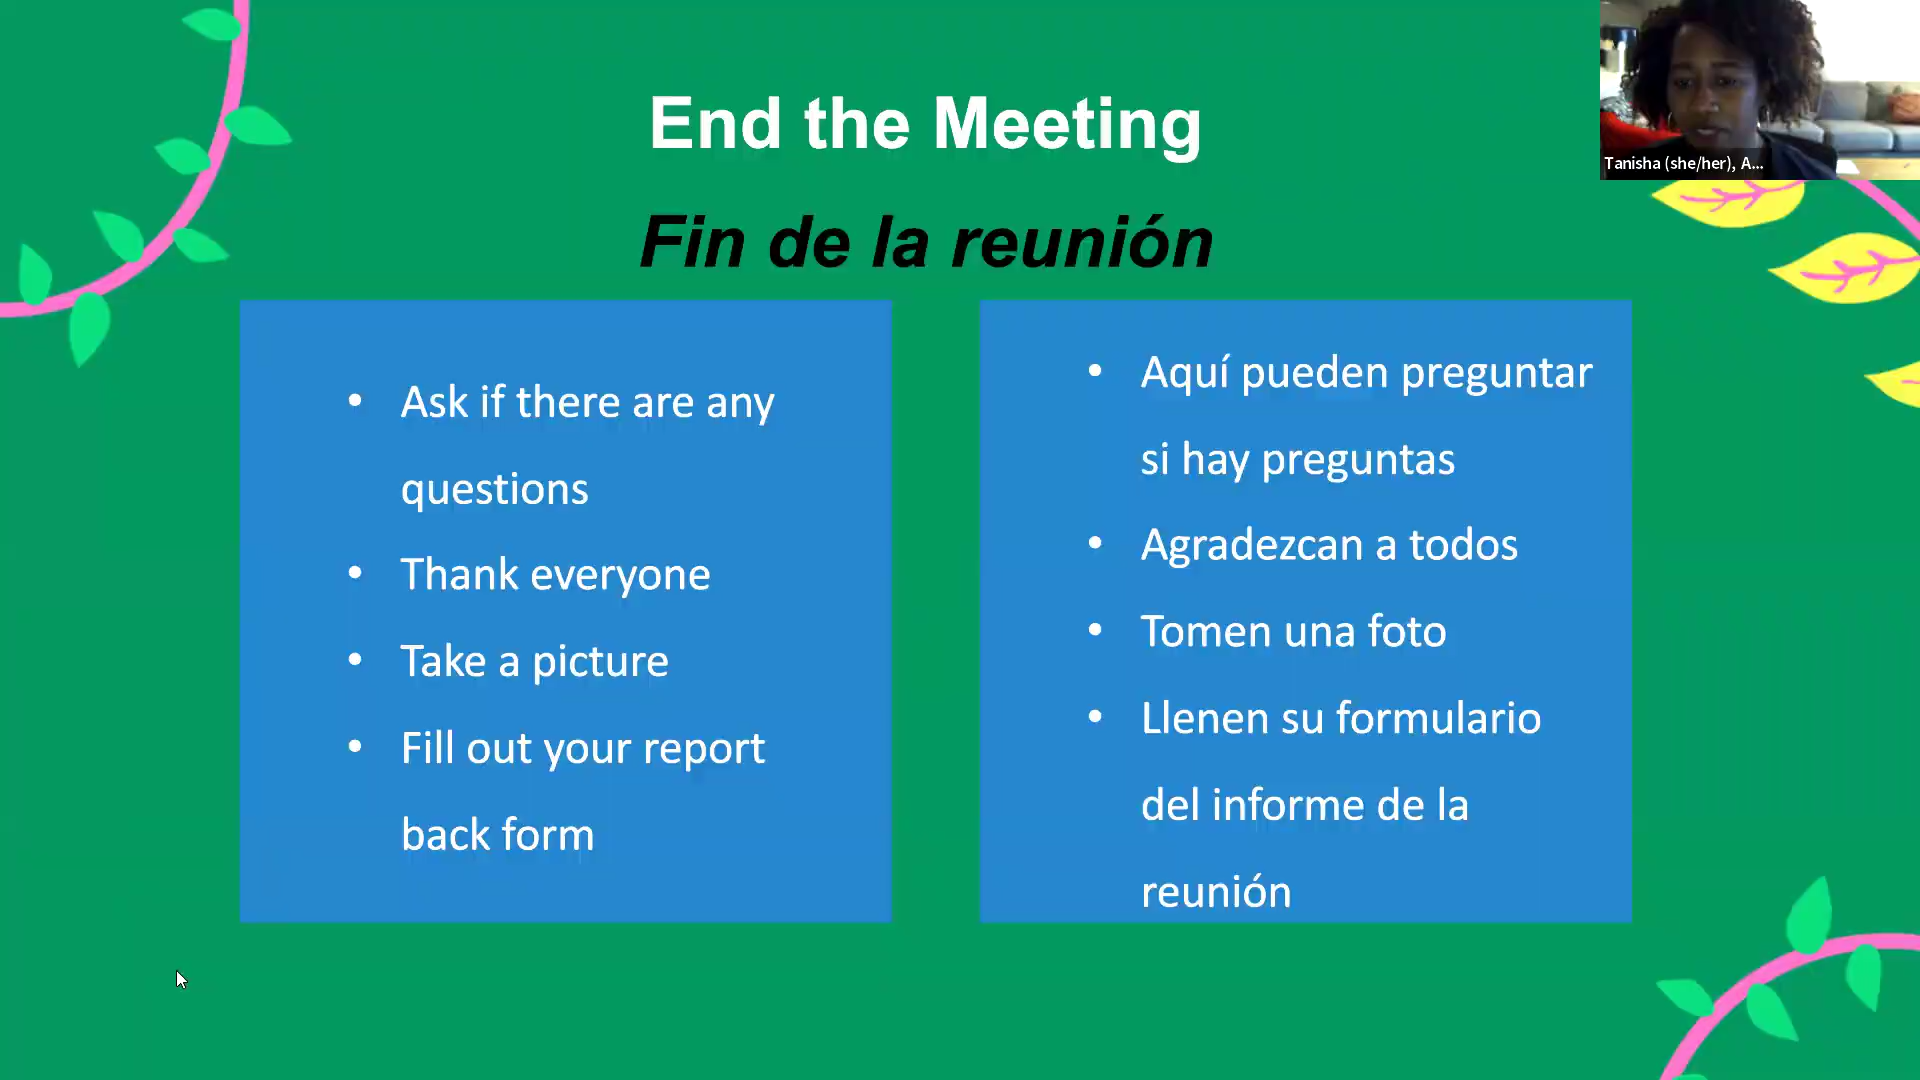 End the Meeting
Fin de la reunión
• Ask if there are any
questions
• Thank everyone
• Take a picture
• Fill out your report
back form
• Aquí pueden preguntar
si hay preguntas
• Agradezcan a todos
• Tomen una foto
• Llenen su formulario
del informe de la
reunión
Tanisha (she/her), A...